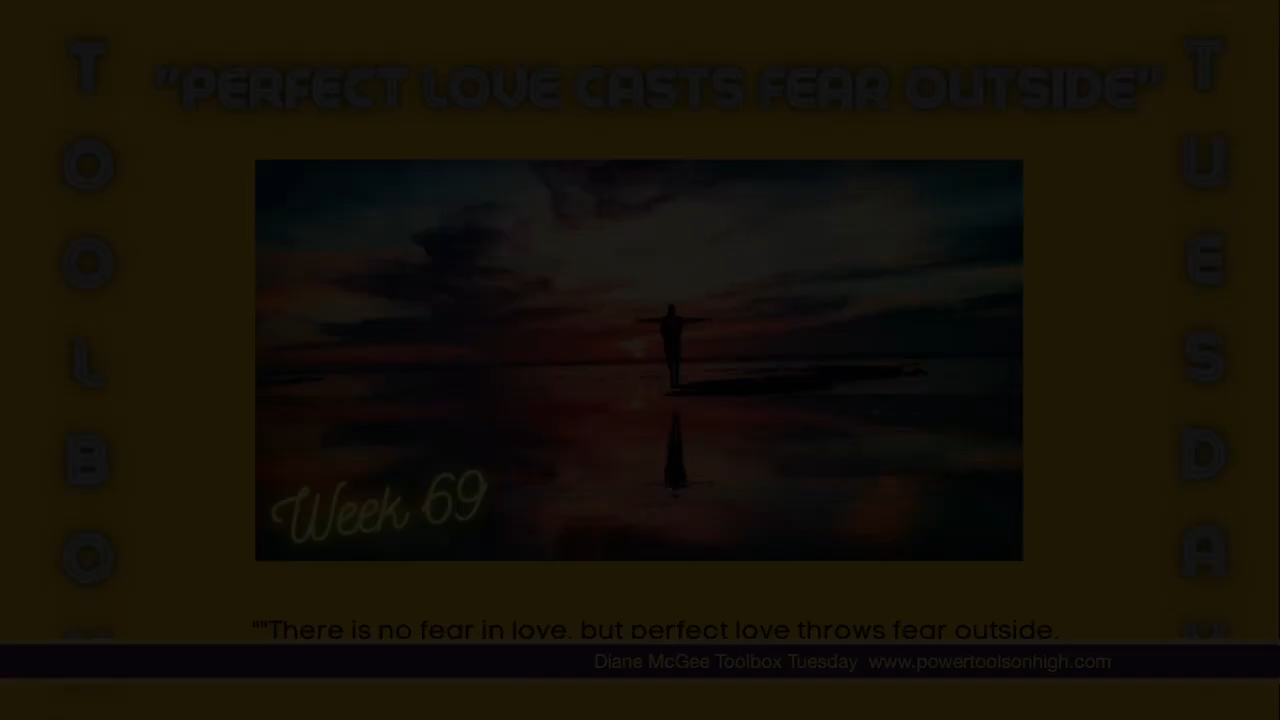 "PERFECT LOVE CASTS FEAR OUTSIDE"
T
O
O
L
B
O
T
U
E
S
D
A
Week 69
""There is no fear in love, but perfect love throws fear outside.
Diane McGee Toolbox Tuesday www.powertoolsonhigh.com